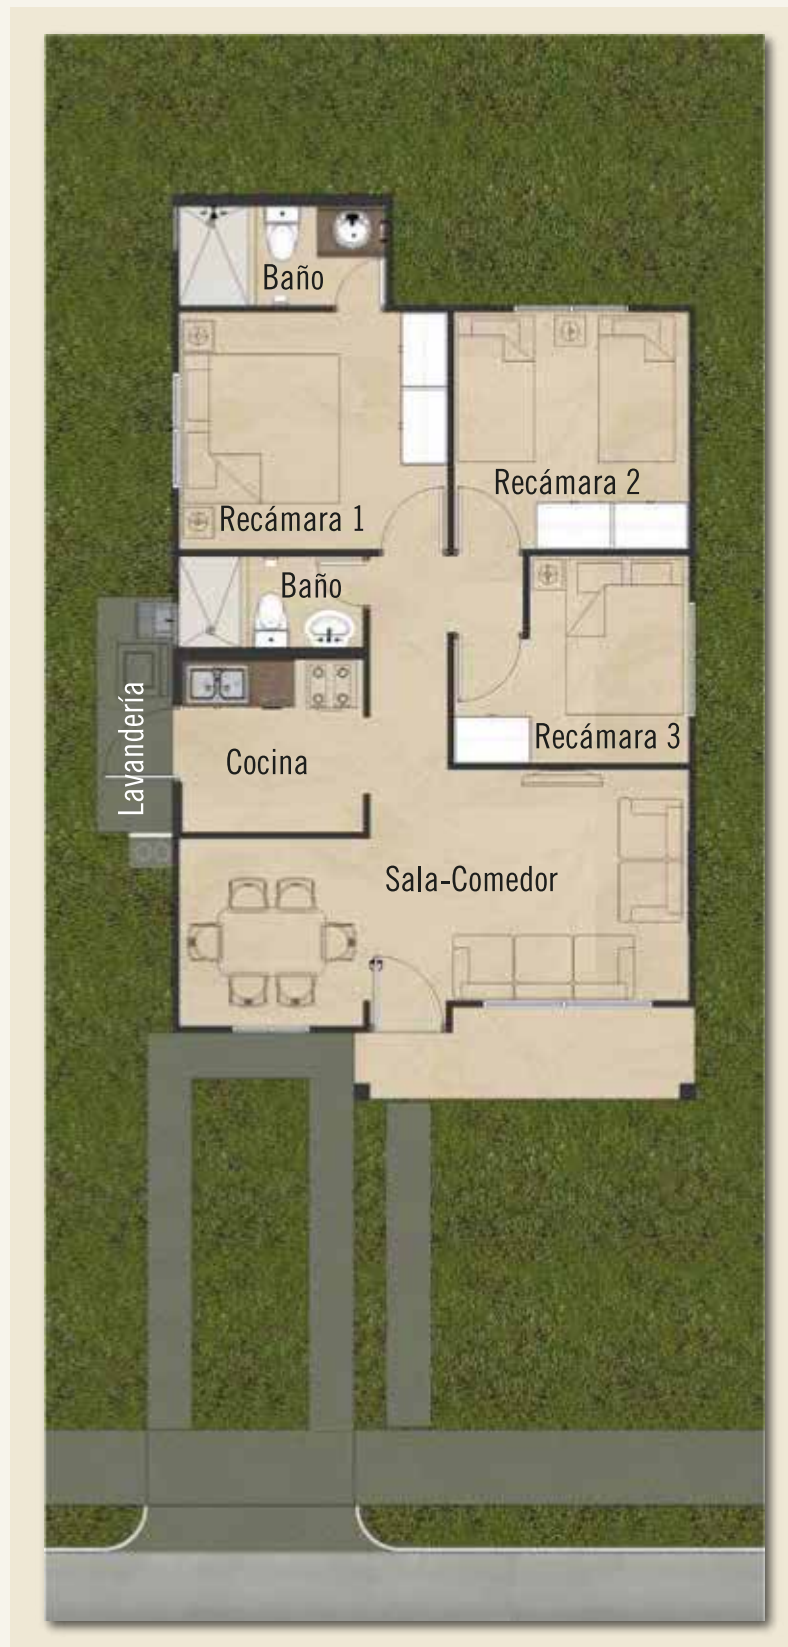 Baño
Recámara 1
Recámara 2
Baño
Recámara 3
Lavandería
Cocina
Sala-Comedor